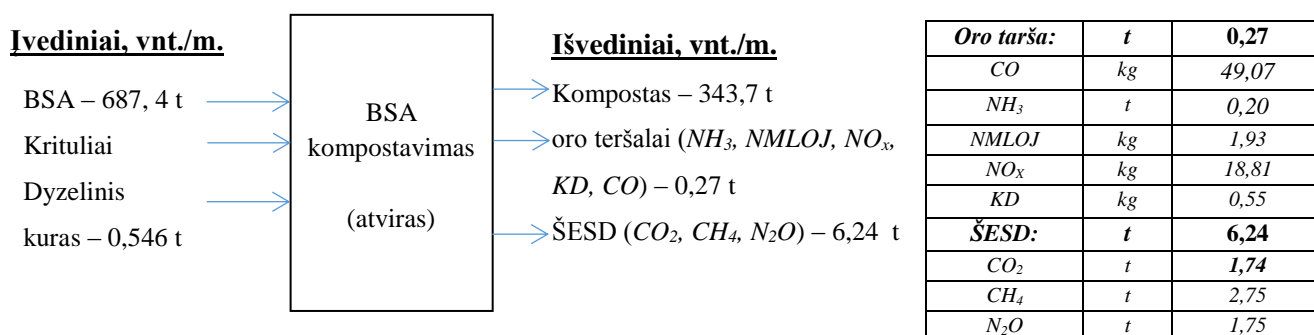 Įvediniai, vnt./m.
BSA – 687, 4 t
Krituliai
Dyzelinis
kuras – 0,546 t
BSA
kompostavimas
(atviras)
Išvediniai, vnt./m.
Kompostas – 343,7 t
oro teršalai (NH₃, NMLOJ, NOₓ,
KD, CO) – 0,27 t
ŠESD (CO₂, CH₄, N₂O) – 6,24 t
Oro tarša: t 0,27
CO kg 49,07
NH₃ t 0,20
NMLOJ kg 1,93
NOX kg 18,81
KD kg 0,55
ŠESD: t 6,24
CO₂ t 1,74
CH₄ t 2,75
N₂O t 1,75